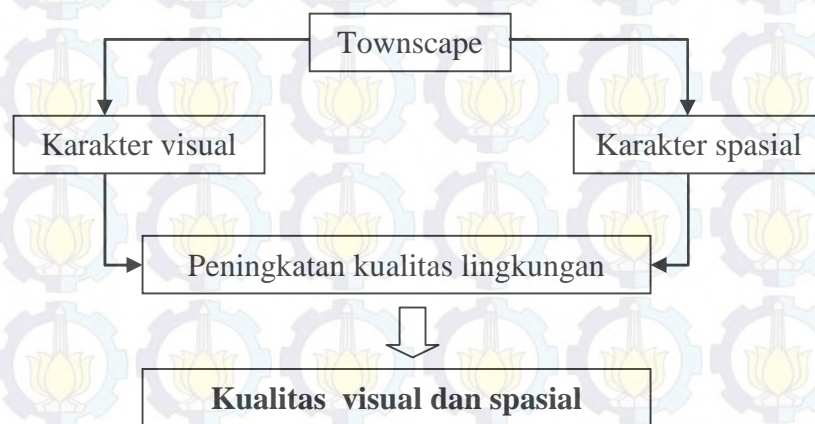 Townscape
Karakter visual
Karakter spasial
Peningkatan kualitas lingkungan
Kualitas visual dan spasial